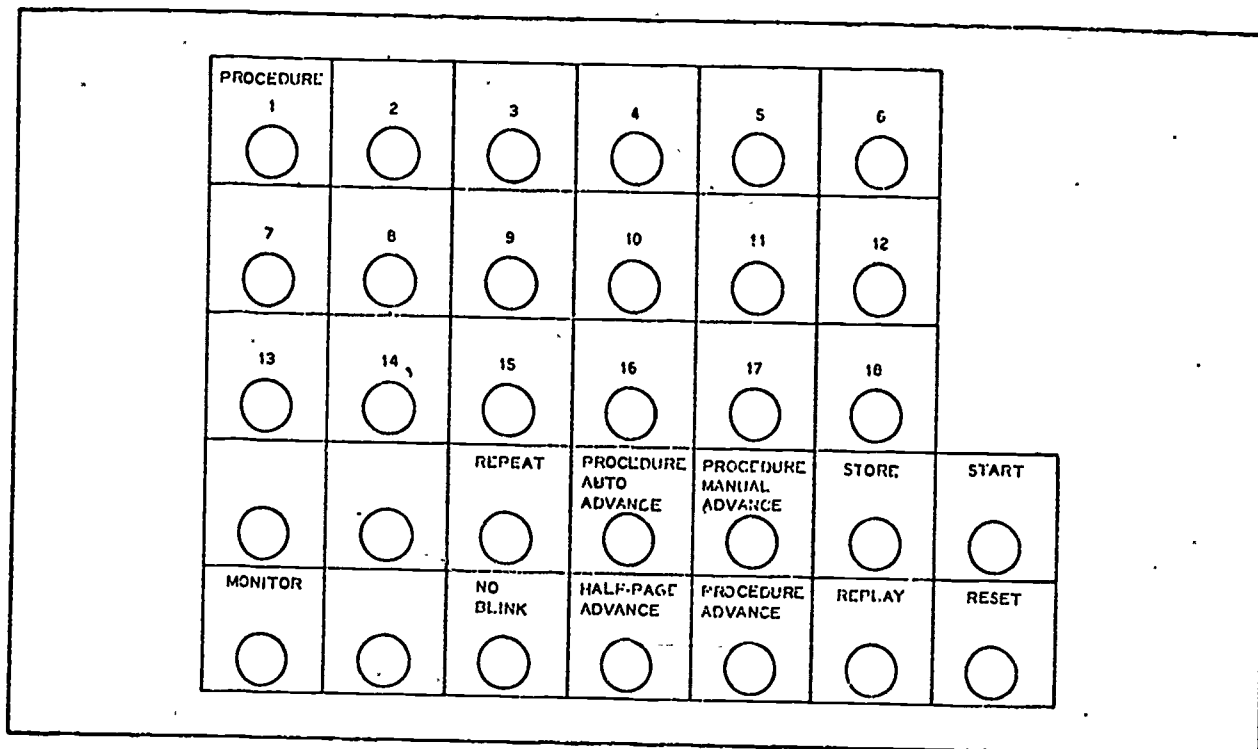 PROCEDURE
1 2 3 4 5 6
7 8 9 10 11 12
13 14 15 16 17 18
REPEAT
PROCEDURE
AUTO
ADVANCE
PROCEDURE
MANUAL
ADVANCE
STORE
START
MONITOR
NO
BLINK
HALF-PAGE
ADVANCE
PROCEDURE
ADVANCE
REPLAY
RESET